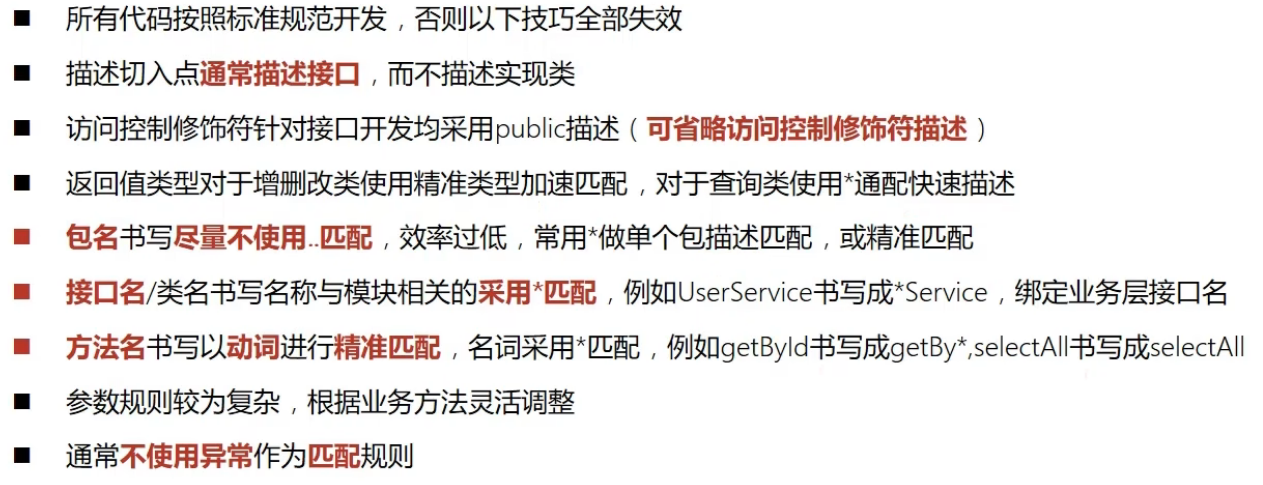 ■ 所有代码按照标准规范开发，否则以下技巧全部失效
■ 描述切入点通常描述接口，而不描述实现类
■ 访问控制修饰符针对接口开发均采用public描述（可省略访问控制修饰符描述）
■ 返回值类型对于增删改类使用精准类型加速匹配，对于查询类使用*通配快速描述
■ 包名书写尽量不使用..匹配，效率过低，常用*做单个包描述匹配，或精准匹配
■ 接口名/类名书写名称与模块相关的采用*匹配，例如UserService书写成*Service，绑定业务层接口名
■ 方法名书写以动词进行精准匹配，名词采用*匹配，例如getById书写成getBy*,selectAll书写成selectAll
■ 参数规则较为复杂，根据业务方法灵活调整
■ 通常不使用异常作为匹配规则